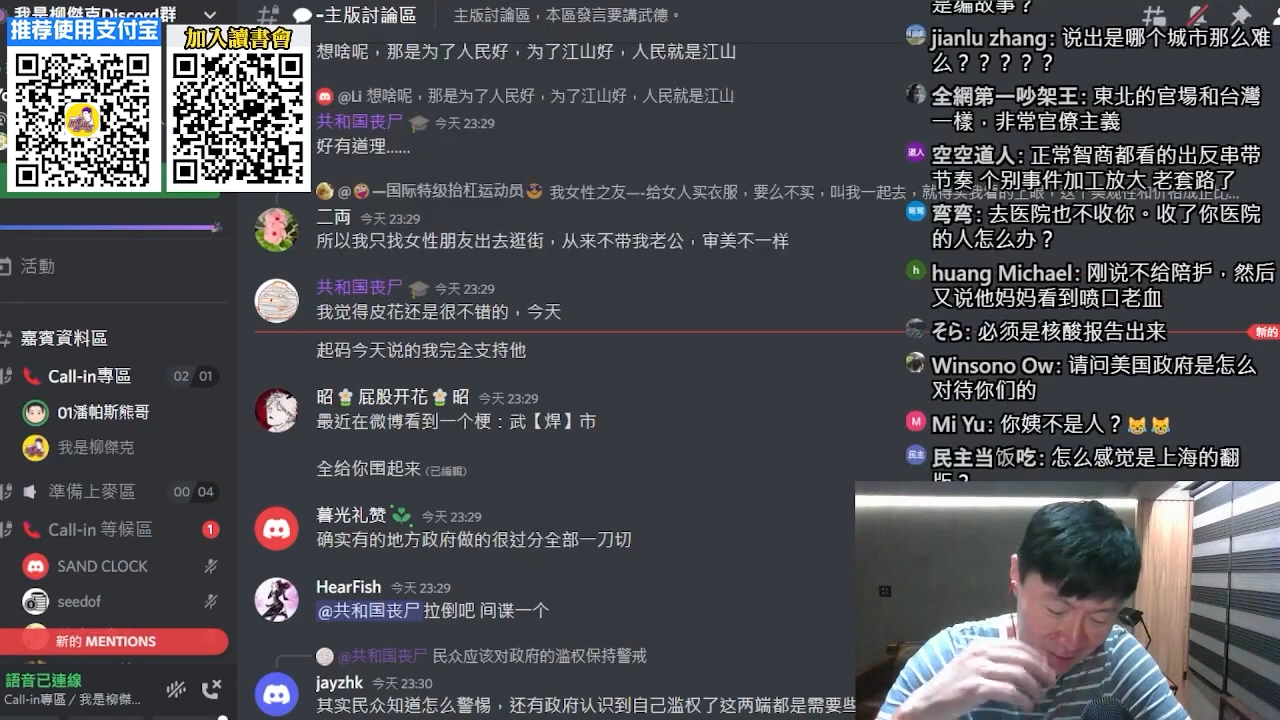 我是柳傑克Discord群
推荐使用支付宝
加入讀書會
活動
嘉賓資料區
Call-in專區 02 01
01潘帕斯熊哥
我是柳傑克
準備上麥區 00 04
Call-in 等候區 1
SAND CLOCK
seedof
新的 MENTIONS
語音已連線
Call-in專區 / 我是柳傑...
-主版討論區 主版討論區，本區發言要講武德。
想啥呢，那是为了人民好，为了江山好，人民就是江山
@Li 想啥呢，那是为了人民好，为了江山好，人民就是江山
共和国丧尸 🎓 今天 23:29
好有道理......
@😜一国际特级抬杠运动员😎 我女性之友----给女人买衣服，要么不买，叫我一起去，就得
二両 今天 23:29
所以我只找女性朋友出去逛街，从来不带我老公，审美不一样
共和国丧尸 🎓 今天 23:29
我觉得皮花还是很不错的，今天
新的
起码今天说的我完全支持他
昭🌼屁股开花🌼昭 今天 23:29
最近在微博看到一个梗：武【焊】市
全给你围起来 (已編輯)
暮光礼赞🌿 今天 23:29
确实有的地方政府做的很过分全部一刀切
HearFish 今天 23:29
@共和国丧尸 拉倒吧 间谍一个
@共和国丧尸 民众应该对政府的滥权保持警戒
jayzhk 今天 23:30
其实民众知道怎么警惕，还有政府认识到自己滥权了这两端都是需要些
是编故事？
jianlu zhang: 说出是哪个城市那么难
么？？？？？
全網第一吵架王: 東北的官場和台灣
一樣，非常官僚主義
道人
空空道人: 正常智商都看的出反串带
节奏 个别事件加工放大 老套路了
弯弯: 去医院也不收你。收了你医院
的人怎么办？
h
huang Michael: 刚说不给陪护，然后
又说他妈妈看到喷口老血
そら: 必须是核酸报告出来
Winsono Ow: 请问美国政府是怎么
对待你们的
M
Mi Yu: 你姨不是人？😹😹
民主
民主当饭吃: 怎么感觉是上海的翻
版？